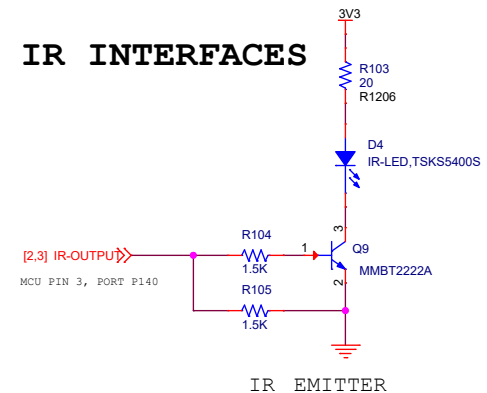 3V3
IR INTERFACES
R103
20
R1206
D4
IR-LED,TSKS5400S
3
R104
1
Q9
[2,3] IR-OUTPUT
1.5K
MMBT2222A
MCU PIN 3, PORT P140
2
R105
1.5K
IR EMITTER